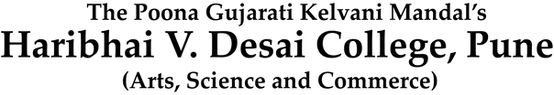 The Poona Gujarati Kelvani Mandal's
Haribhai V. Desai College, Pune
(Arts, Science and Commerce)